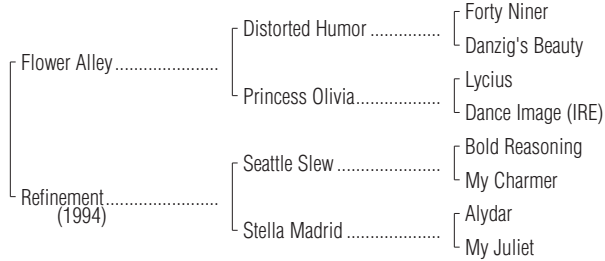 Forty Niner
Distorted Humor ...............
Danzig's Beauty
Flower Alley......................
Lycius
Princess Olivia..................
Dance Image (IRE)
Bold Reasoning
Seattle Slew ....................
My Charmer
Refinement........................
(1994)
Alydar
Stella Madrid ..................
My Juliet